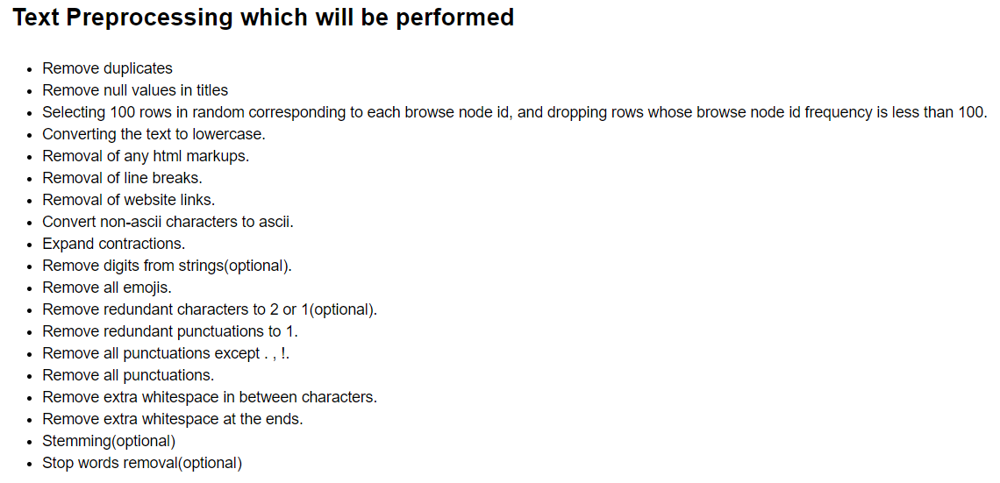 Text Preprocessing which will be performed
• Remove duplicates
• Remove null values in titles
• Selecting 100 rows in random corresponding to each browse node id, and dropping rows whose browse node id frequency is less than 100.
• Converting the text to lowercase.
• Removal of any html markups.
• Removal of line breaks.
• Removal of website links.
• Convert non-ascii characters to ascii.
• Expand contractions.
• Remove digits from strings(optional).
• Remove all emojis.
• Remove redundant characters to 2 or 1(optional).
• Remove redundant punctuations to 1.
• Remove all punctuations except . , !.
• Remove all punctuations.
• Remove extra whitespace in between characters.
• Remove extra whitespace at the ends.
• Stemming(optional)
• Stop words removal(optional)